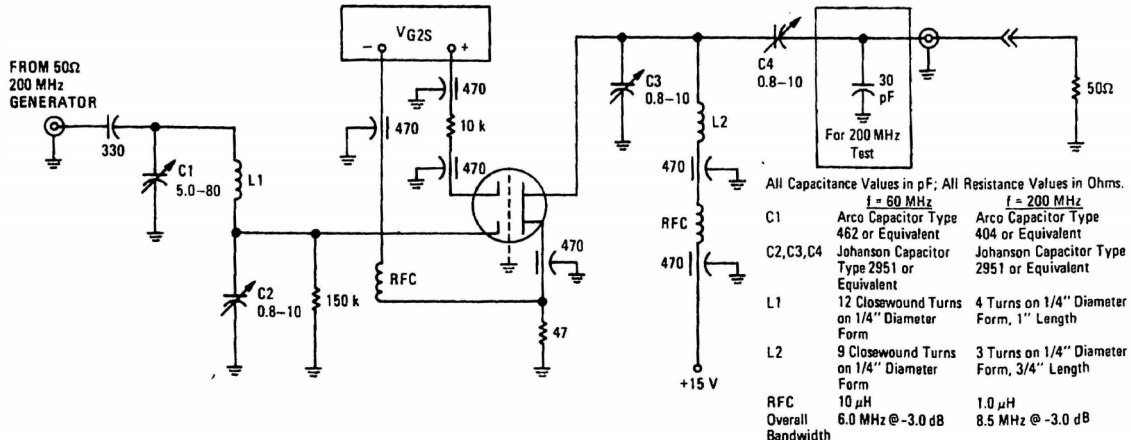 VG2S
− +
FROM 50Ω
200 MHz
GENERATOR
330
C1
5.0–80
L1
C2
0.8–10
150 k
470
470
10 k
470
RFC
470
47
C3
0.8–10
C4
0.8–10
L2
470
RFC
470
+15 V
30
pF
For 200 MHz
Test
50Ω
All Capacitance Values in pF; All Resistance Values in Ohms.
f = 60 MHz f = 200 MHz
C1 Arco Capacitor Type Arco Capacitor Type
462 or Equivalent 404 or Equivalent
C2,C3,C4 Johanson Capacitor Johanson Capacitor Type
Type 2951 or 2951 or Equivalent
Equivalent
L1 12 Closewound Turns 4 Turns on 1/4" Diameter
on 1/4" Diameter Form, 1" Length
Form
L2 9 Closewound Turns 3 Turns on 1/4" Diameter
on 1/4" Diameter Form, 3/4" Length
Form
RFC 10 μH 1.0 μH
Overall 6.0 MHz @ -3.0 dB 8.5 MHz @ -3.0 dB
Bandwidth